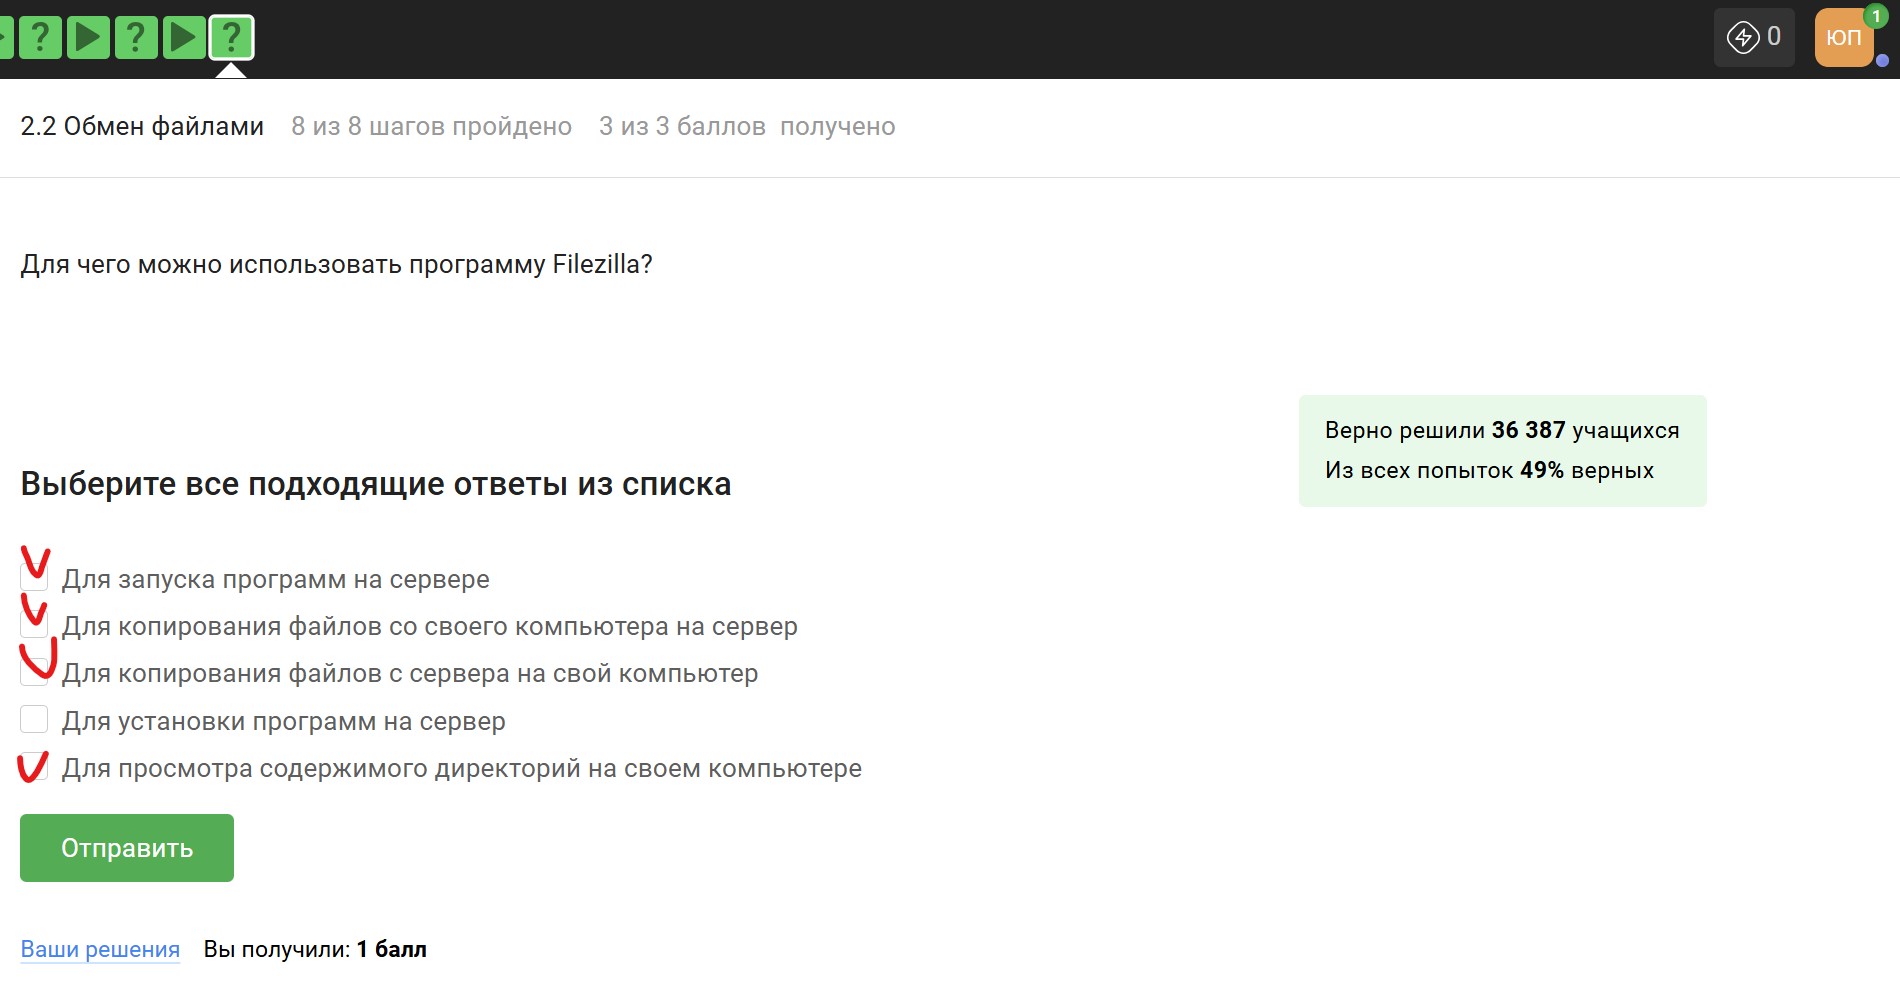 ? ? ?
0
ЮП
1
2.2 Обмен файлами 8 из 8 шагов пройдено 3 из 3 баллов получено
Для чего можно использовать программу Filezilla?
Верно решили 36 387 учащихся
Из всех попыток 49% верных
Выберите все подходящие ответы из списка
Для запуска программ на сервере
Для копирования файлов со своего компьютера на сервер
Для копирования файлов с сервера на свой компьютер
Для установки программ на сервер
Для просмотра содержимого директорий на своем компьютере
Отправить
Ваши решения Вы получили: 1 балл